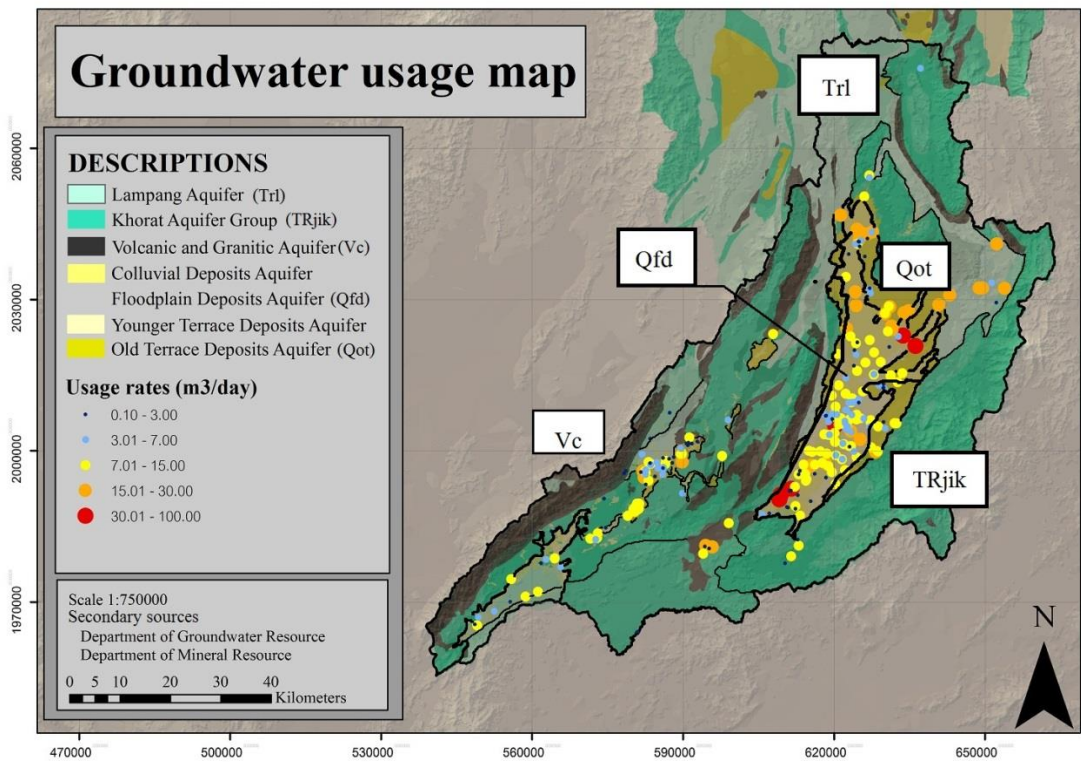 Groundwater usage map
DESCRIPTIONS
Lampang Aquifer (Trl)
Khorat Aquifer Group (TRjik)
Volcanic and Granitic Aquifer(Vc)
Colluvial Deposits Aquifer
Floodplain Deposits Aquifer (Qfd)
Younger Terrace Deposits Aquifer
Old Terrace Deposits Aquifer (Qot)
Usage rates (m3/day)
0.10 - 3.00
3.01 - 7.00
7.01 - 15.00
15.01 - 30.00
30.01 - 100.00
Scale 1:750000
Secondary sources
Department of Groundwater Resource
Department of Mineral Resource
0 5 10 20 30 40
Kilometers
Trl
Qfd
Qot
Vc
TRjik
N
2060000
2030000
2000000
1970000
470000 500000 530000 560000 590000 620000 650000